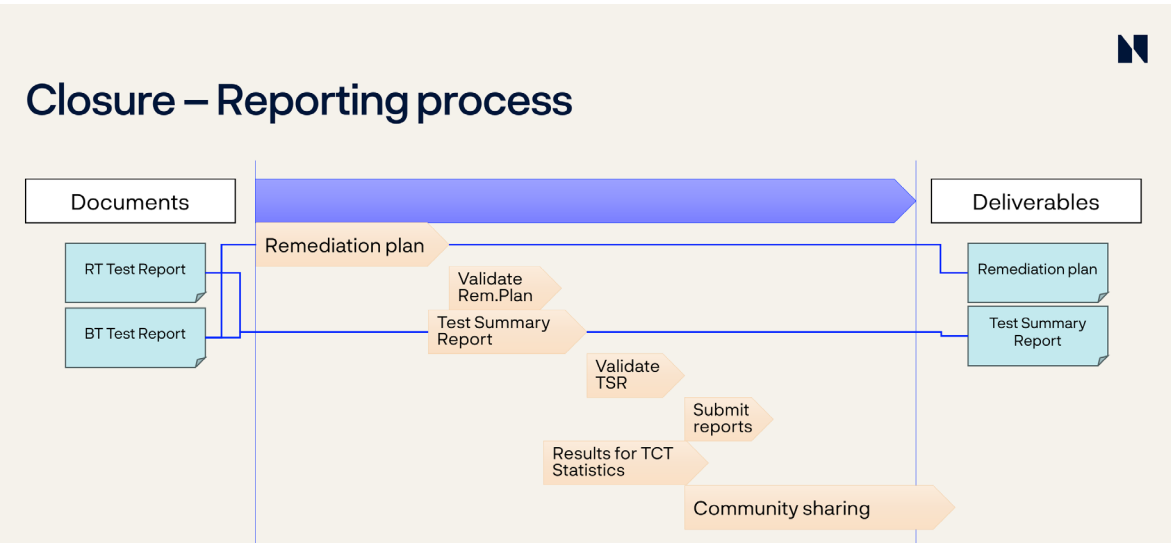 Closure – Reporting process
Documents
Deliverables
Remediation plan
RT Test Report
Remediation plan
Validate
Rem.Plan
BT Test Report
Test Summary
Report
Test Summary
Report
Validate
TSR
Submit
reports
Results for TCT
Statistics
Community sharing